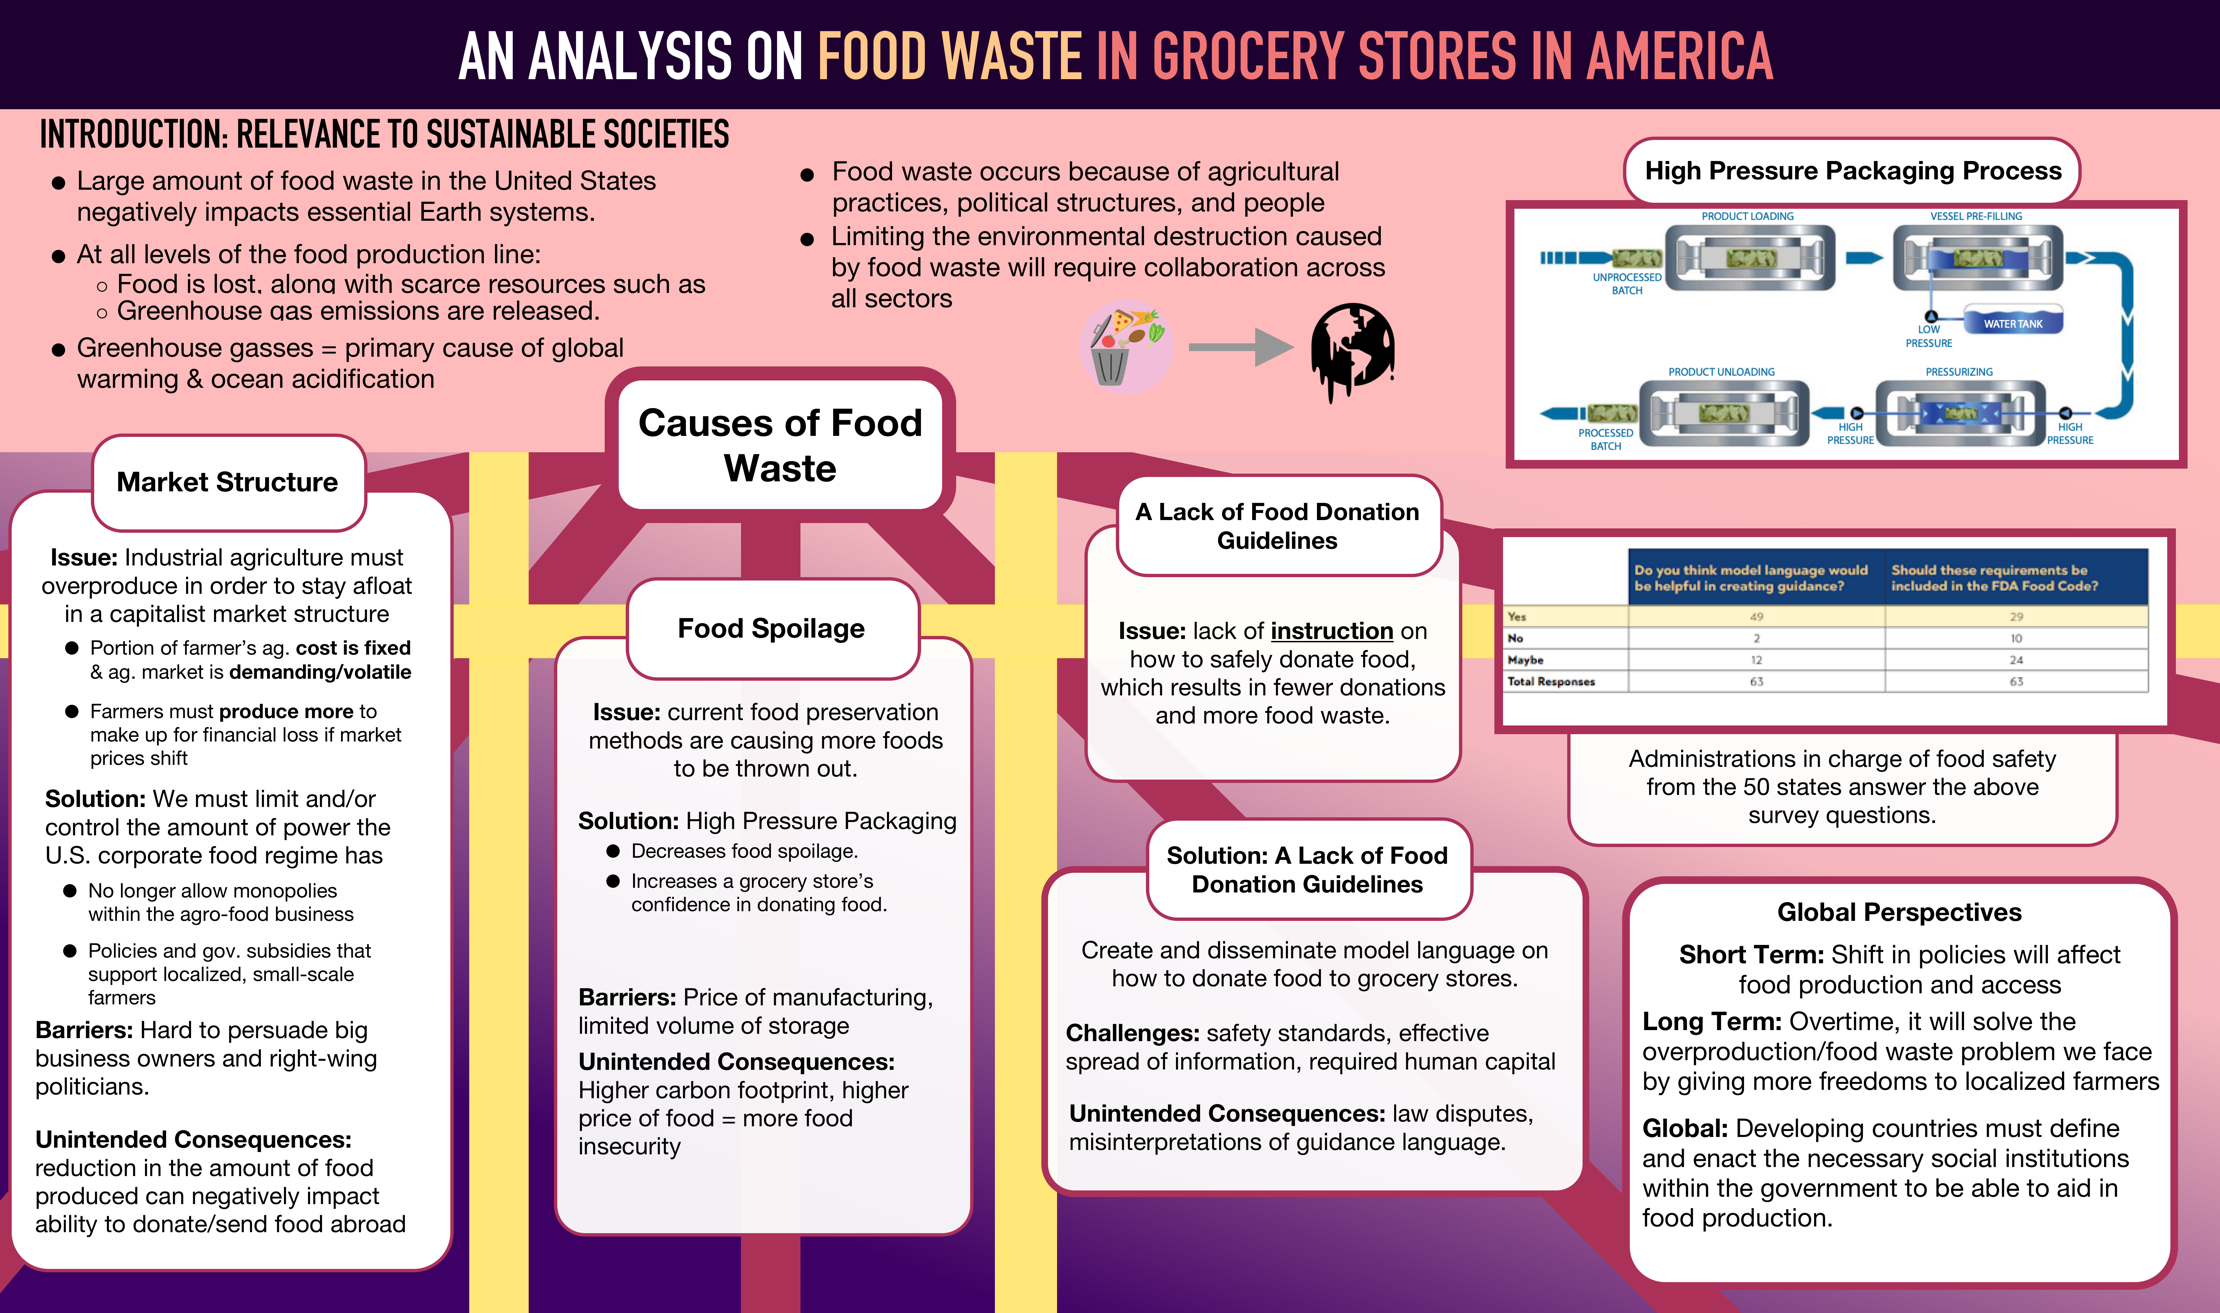 AN ANALYSIS ON FOOD WASTE IN GROCERY STORES IN AMERICA
INTRODUCTION: RELEVANCE TO SUSTAINABLE SOCIETIES
● Large amount of food waste in the United States
negatively impacts essential Earth systems.
● At all levels of the food production line:
○ Food is lost, along with scarce resources such as
○ Greenhouse gas emissions are released.
● Greenhouse gasses = primary cause of global
warming & ocean acidification
● Food waste occurs because of agricultural
practices, political structures, and people
● Limiting the environmental destruction caused
by food waste will require collaboration across
all sectors
High Pressure Packaging Process
PRODUCT LOADING
VESSEL PRE-FILLING
UNPROCESSED
BATCH
LOW
PRESSURE
WATER TANK
PRODUCT UNLOADING
PRESSURIZING
PROCESSED
BATCH
HIGH
PRESSURE
HIGH
PRESSURE
Causes of Food
Waste
Market Structure
Issue: Industrial agriculture must
overproduce in order to stay afloat
in a capitalist market structure
● Portion of farmer's ag. cost is fixed
& ag. market is demanding/volatile
● Farmers must produce more to
make up for financial loss if market
prices shift
Solution: We must limit and/or
control the amount of power the
U.S. corporate food regime has
● No longer allow monopolies
within the agro-food business
● Policies and gov. subsidies that
support localized, small-scale
farmers
Barriers: Hard to persuade big
business owners and right-wing
politicians.
Unintended Consequences:
reduction in the amount of food
produced can negatively impact
ability to donate/send food abroad
Food Spoilage
Issue: current food preservation
methods are causing more foods
to be thrown out.
Solution: High Pressure Packaging
● Decreases food spoilage.
● Increases a grocery store's
confidence in donating food.
Barriers: Price of manufacturing,
limited volume of storage
Unintended Consequences:
Higher carbon footprint, higher
price of food = more food
insecurity
A Lack of Food Donation
Guidelines
Issue: lack of instruction on
how to safely donate food,
which results in fewer donations
and more food waste.
Solution: A Lack of Food
Donation Guidelines
Create and disseminate model language on
how to donate food to grocery stores.
Challenges: safety standards, effective
spread of information, required human capital
Unintended Consequences: law disputes,
misinterpretations of guidance language.
Do you think model language would
be helpful in creating guidance?
Should these requirements be
included in the FDA Food Code?
Yes 49 29
No 2 10
Maybe 12 24
Total Responses 63 63
Administrations in charge of food safety
from the 50 states answer the above
survey questions.
Global Perspectives
Short Term: Shift in policies will affect
food production and access
Long Term: Overtime, it will solve the
overproduction/food waste problem we face
by giving more freedoms to localized farmers
Global: Developing countries must define
and enact the necessary social institutions
within the government to be able to aid in
food production.